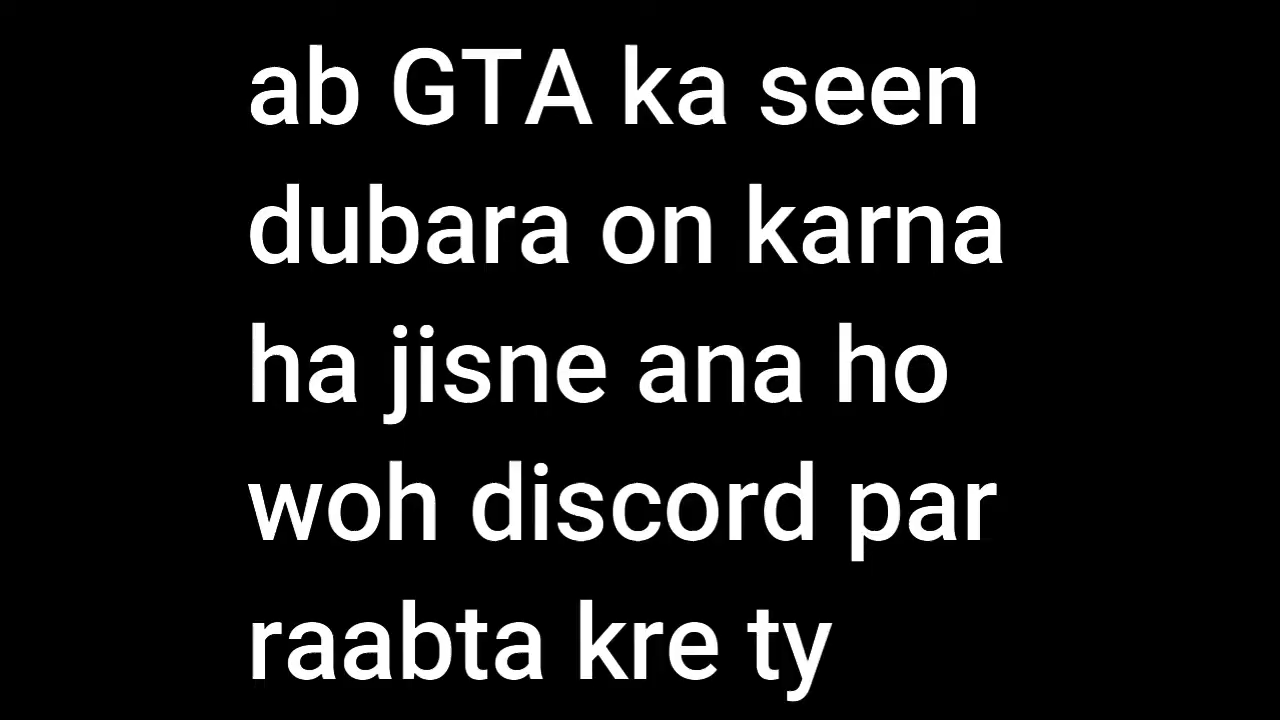 ab GTA ka seen
dubara on karna
ha jisne ana ho
woh discord par
raabta kre ty